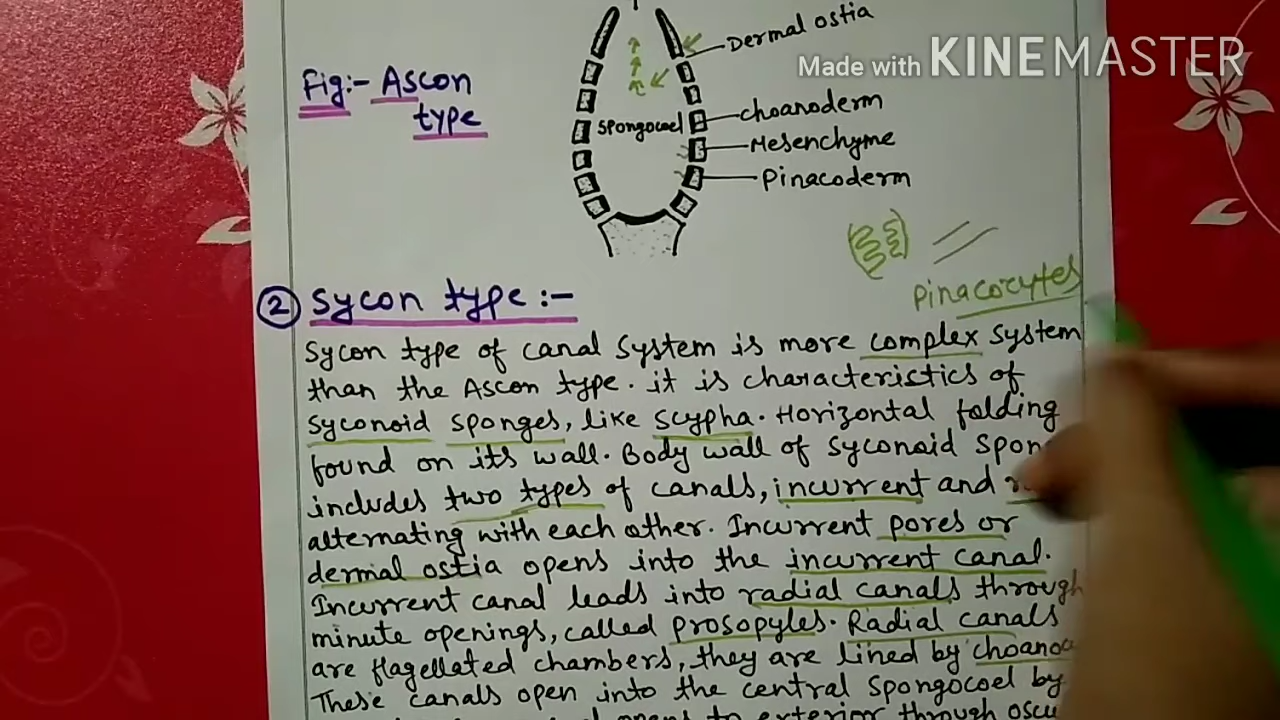 Dermal ostia
Made with KINEMASTER
Fig:- Ascon
type
choanoderm
Spongocoel
Mesenchyme
Pinacoderm
Pinacocytes
② Sycon type :-
Sycon type of canal system is more complex system
than the Ascon type. it is characteristics of
syconoid sponges, like scypha. Horizontal folding
found on its wall. Body wall of syconoid
includes two types of canals, incurrent and
alternating with each other. Incurrent pores or
dermal ostia opens into the incurrent canal.
Incurrent canal leads into radial canals through
minute openings, called prosopyles. Radial canals
are flagellated chambers, they are lined by
These canals open into the central spongocoel by
to exterior through